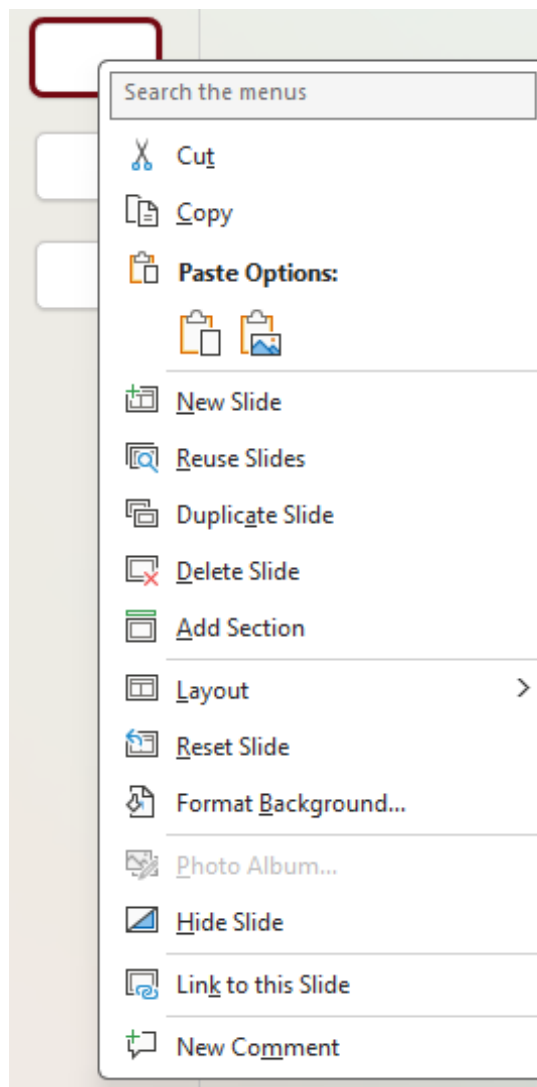 Search the menus
Cut
Copy
Paste Options:
New Slide
Reuse Slides
Duplicate Slide
Delete Slide
Add Section
Layout
Reset Slide
Format Background...
Photo Album...
Hide Slide
Link to this Slide
New Comment